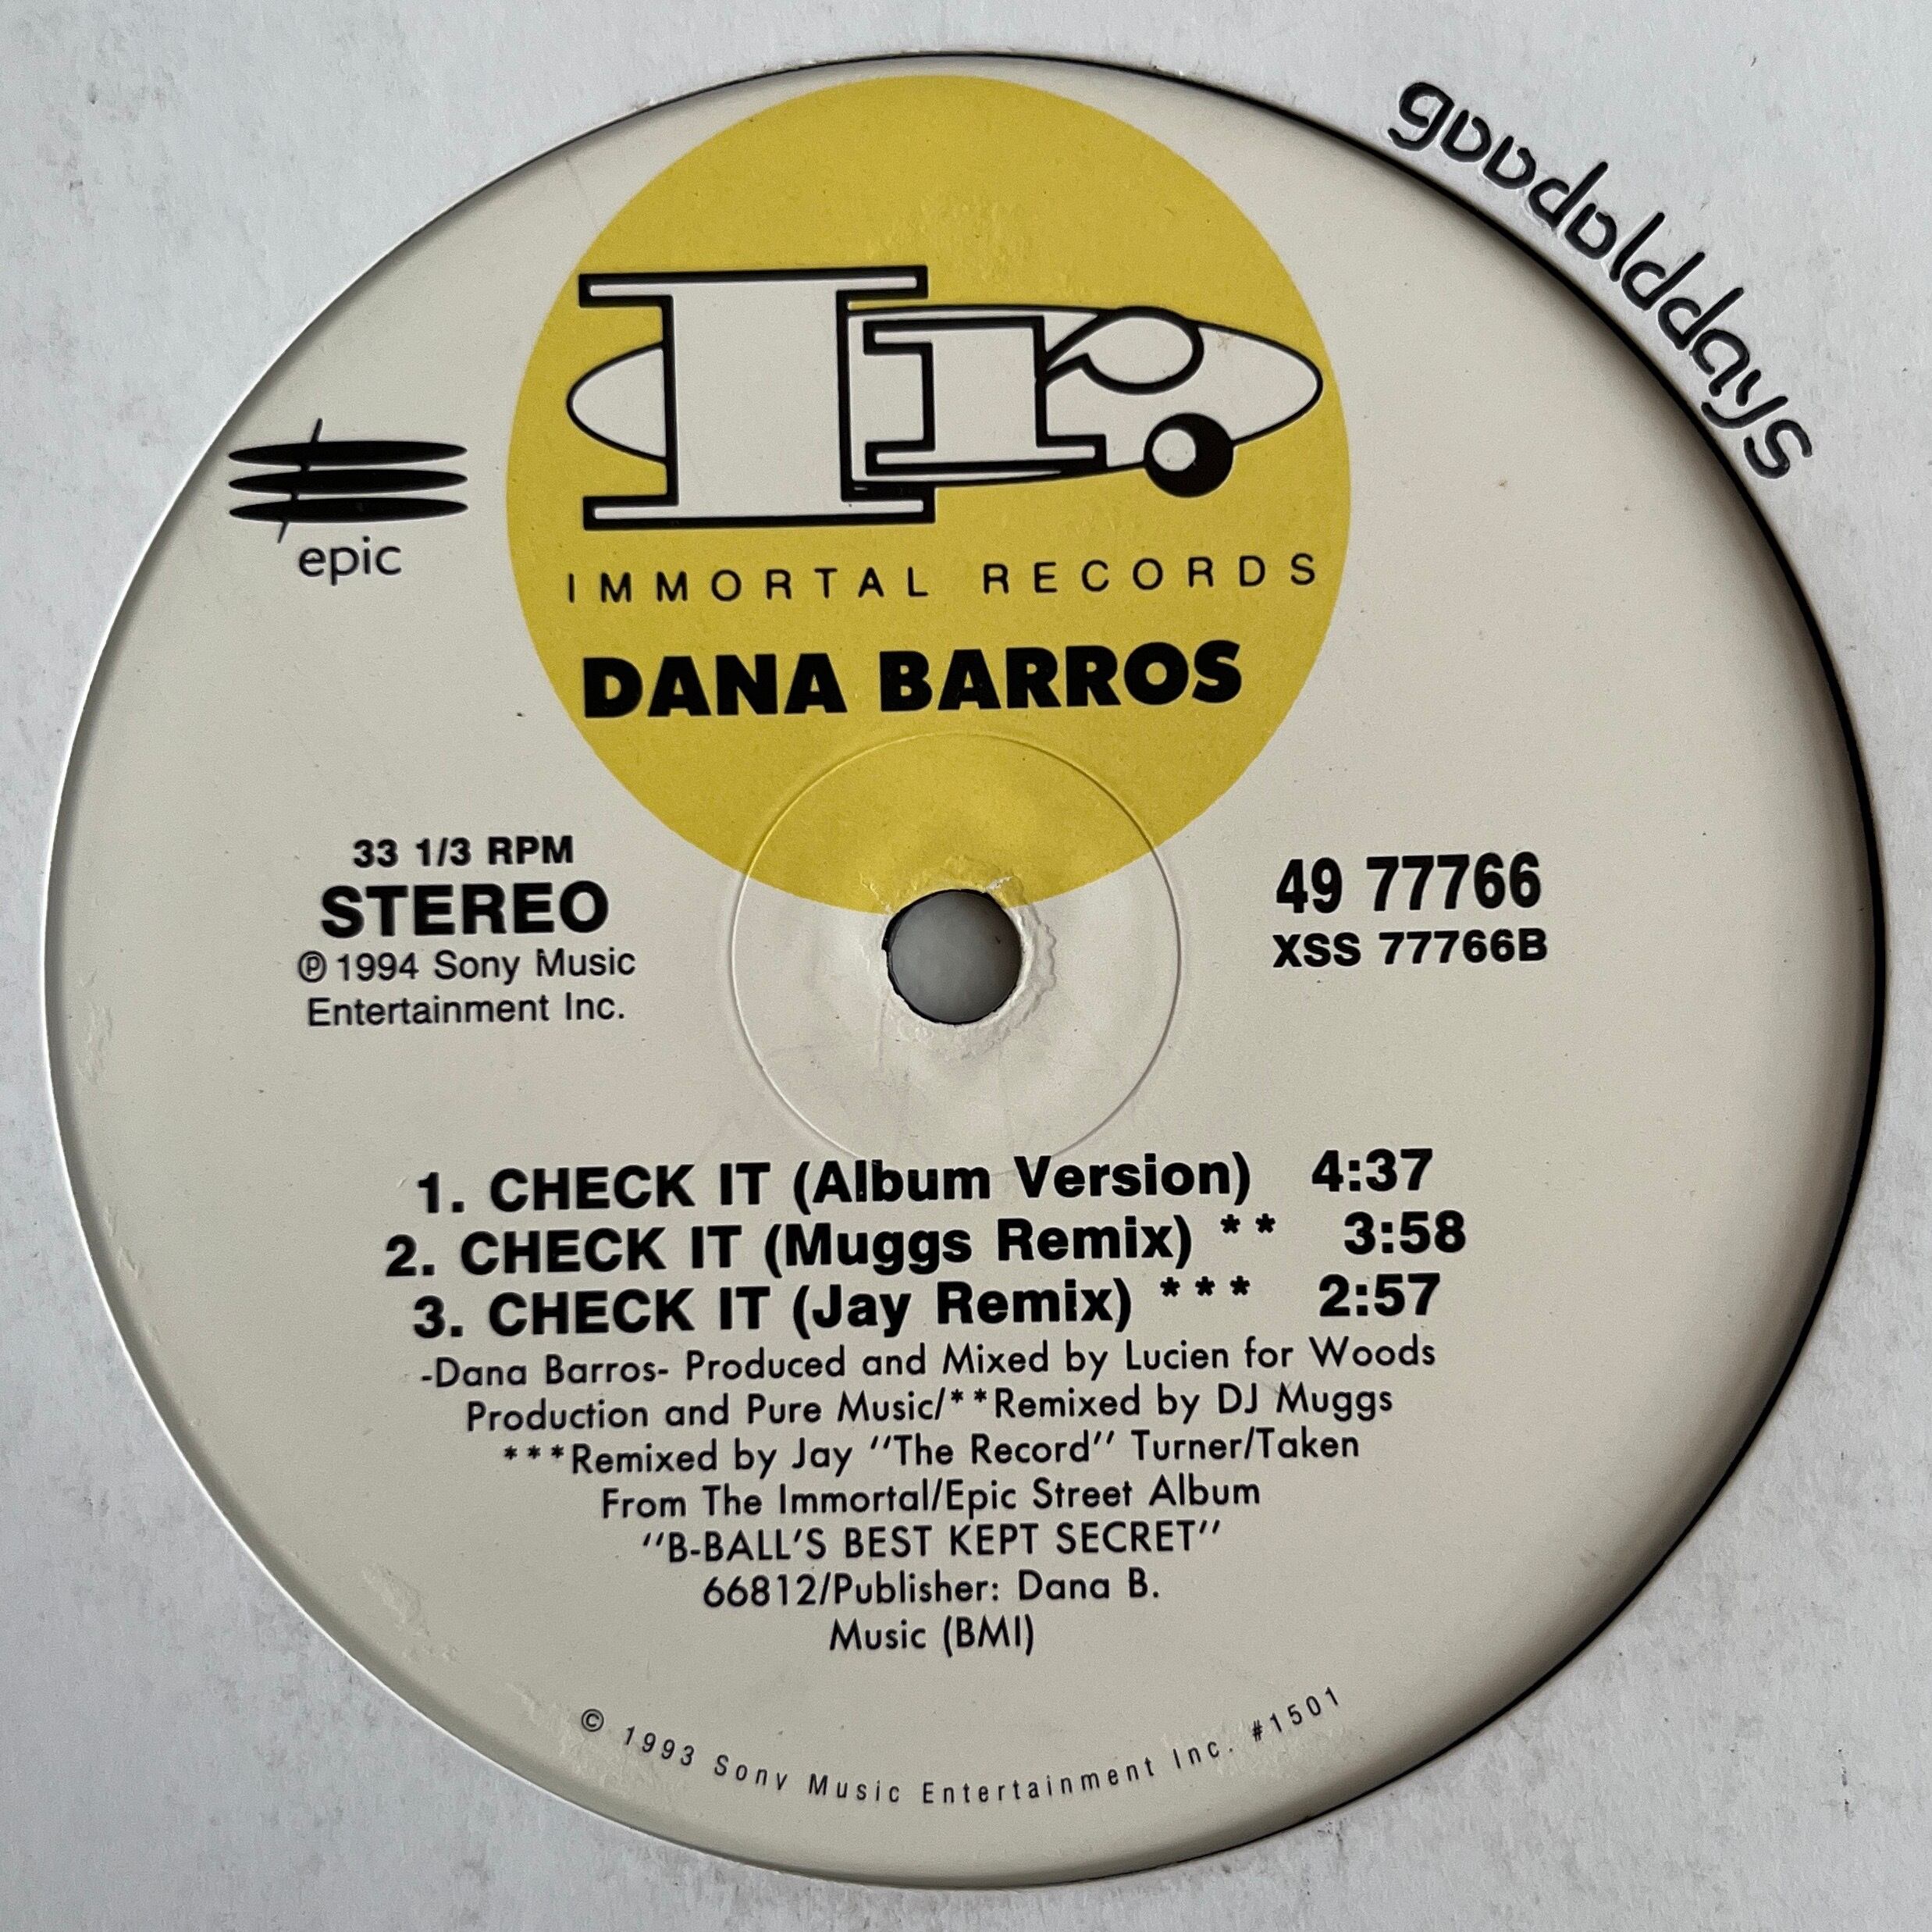 goodolddays
epic
IMMORTAL RECORDS
DANA BARROS
33 1/3 RPM
STEREO
℗ 1994 Sony Music
Entertainment Inc.
49 77766
XSS 77766B
1. CHECK IT (Album Version) 4:37
2. CHECK IT (Muggs Remix) ** 3:58
3. CHECK IT (Jay Remix) *** 2:57
-Dana Barros- Produced and Mixed by Lucien for Woods
Production and Pure Music/**Remixed by DJ Muggs
***Remixed by Jay "The Record" Turner/Taken
From The Immortal/Epic Street Album
"B-BALL'S BEST KEPT SECRET"
66812/Publisher: Dana B.
Music (BMI)
© 1993 Sony Music Entertainment Inc. #1501